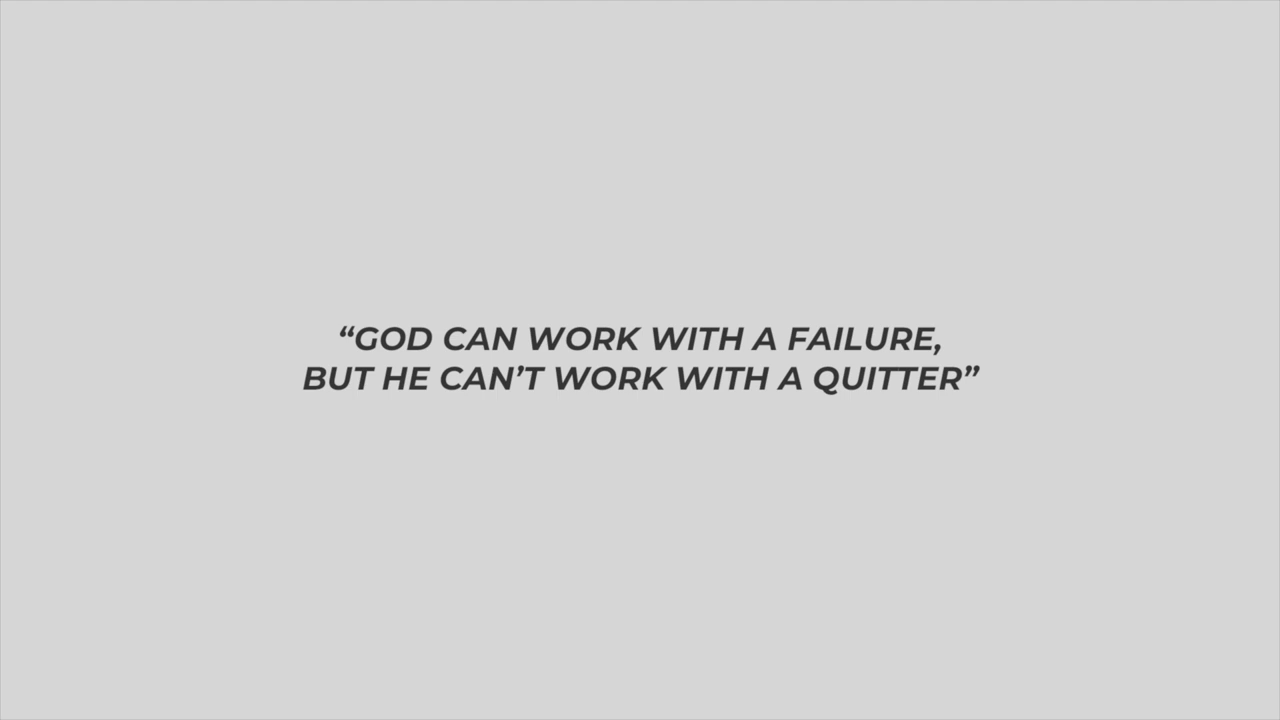 “GOD CAN WORK WITH A FAILURE,
BUT HE CAN’T WORK WITH A QUITTER”